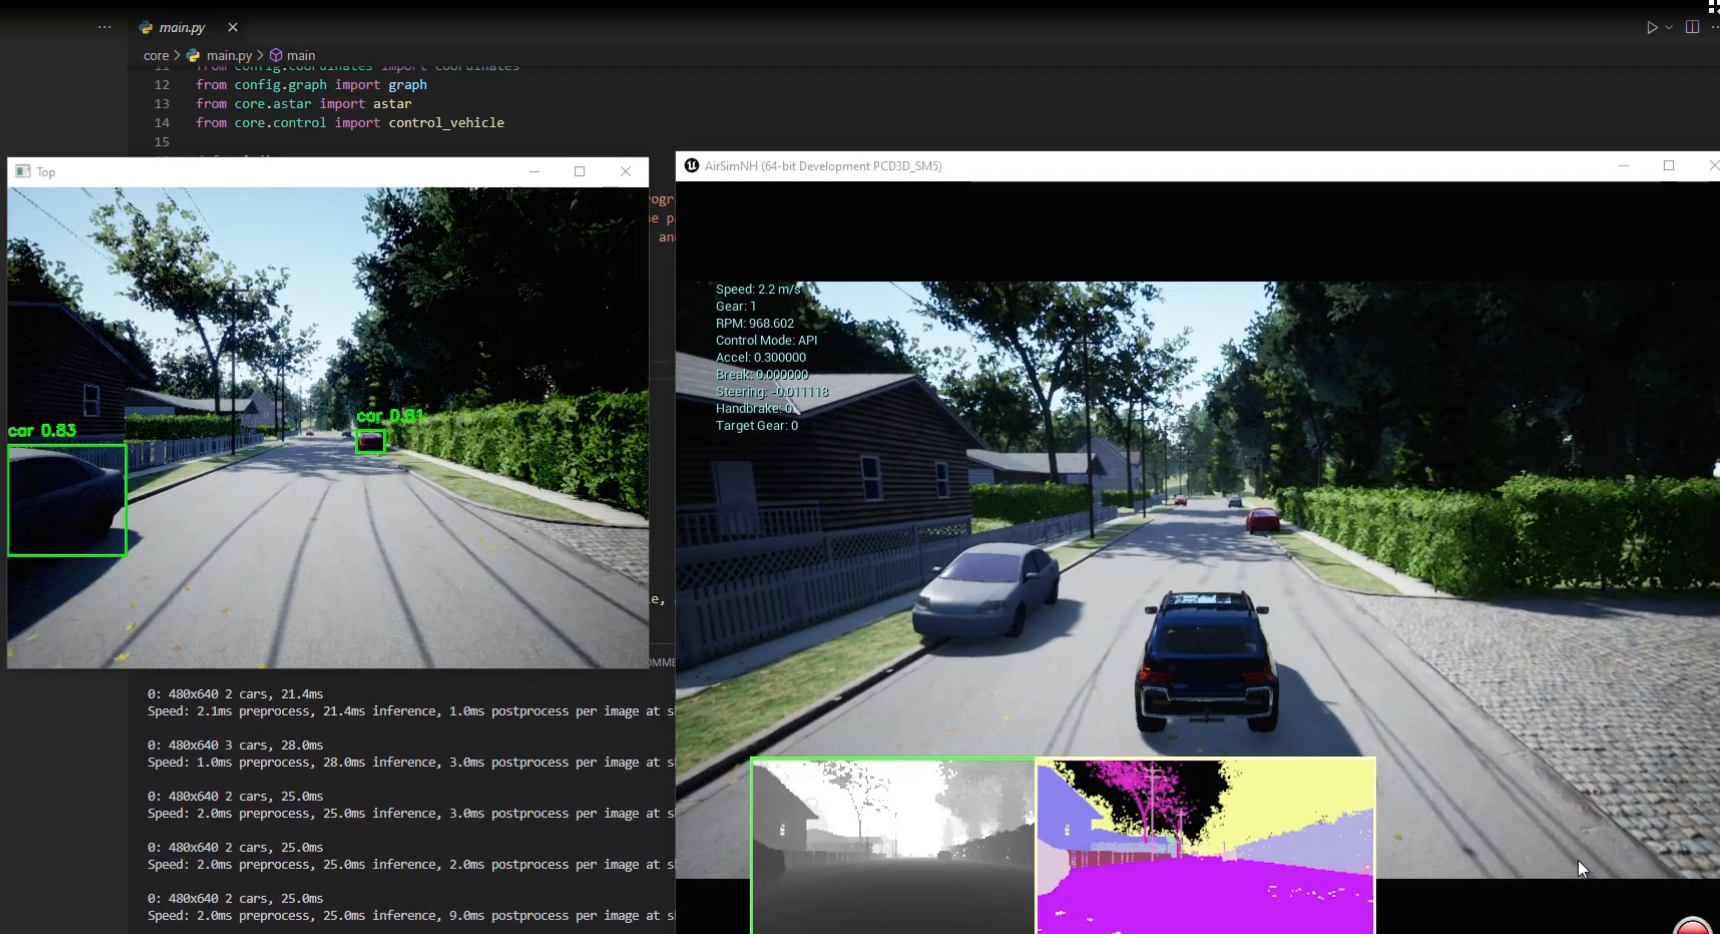 main.py
core > main.py > main
11 from config.coordinates import coordinates
12 from config.graph import graph
13 from core.astar import astar
14 from core.control import control_vehicle
15
Top
AirSimNH (64-bit Development PCD3D_SM5)
ogr
e p
an
Speed: 2.2 m/s
Gear: 1
RPM: 968.602
Control Mode: API
Accel: 0.300000
Break: 0.000000
Steering: -0.011118
Handbrake: 0
Target Gear: 0
car 0.83
car 0.81
e,
OMME
0: 480x640 2 cars, 21.4ms
Speed: 2.1ms preprocess, 21.4ms inference, 1.0ms postprocess per image at s
0: 480x640 3 cars, 28.0ms
Speed: 1.0ms preprocess, 28.0ms inference, 3.0ms postprocess per image at s
0: 480x640 2 cars, 25.0ms
Speed: 2.0ms preprocess, 25.0ms inference, 3.0ms postprocess per image at s
0: 480x640 2 cars, 25.0ms
Speed: 2.0ms preprocess, 25.0ms inference, 2.0ms postprocess per image at s
0: 480x640 2 cars, 25.0ms
Speed: 2.0ms preprocess, 25.0ms inference, 9.0ms postprocess per image at s